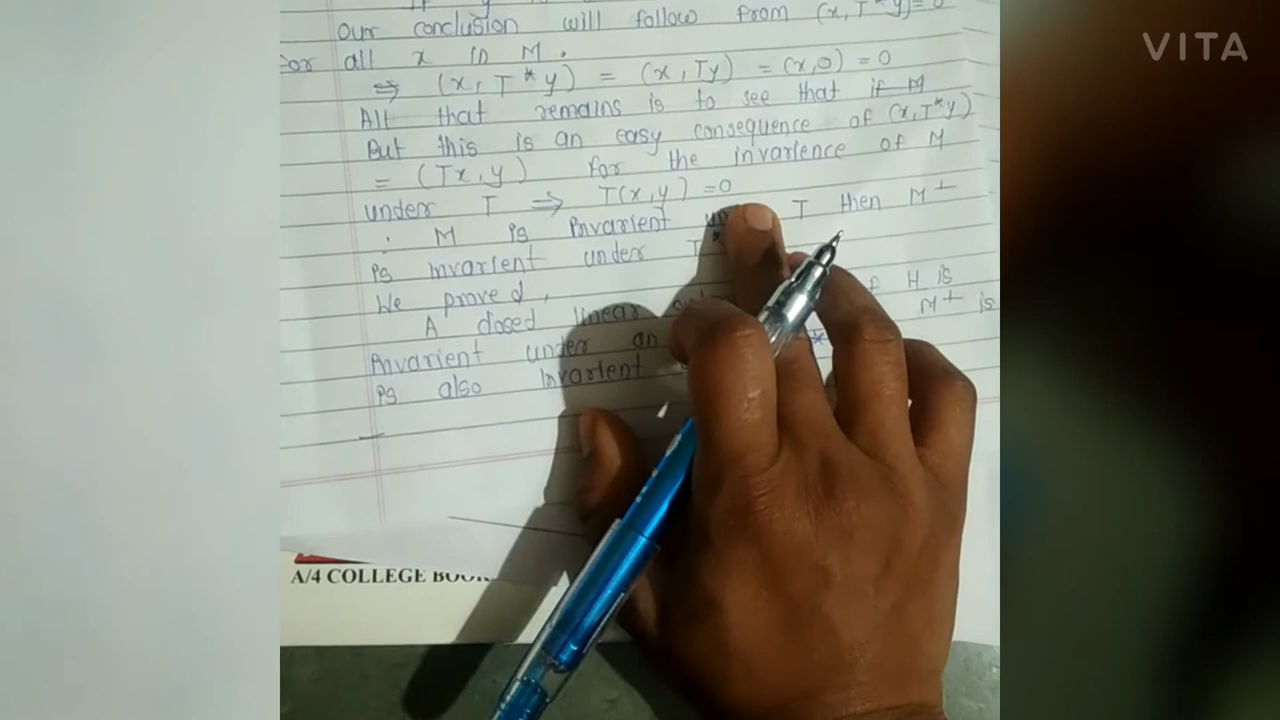 our conclusion will follow from (x, T*y) = 0
for all x in M.
⇒ (x, T*y) = (x, Ty) = (x, 0) = 0
All that remains is to see that if M
But this is an easy consequence of (x, T*y)
= (Tx, y) for the invarience of M
under T ⇒ T(x, y) = 0
∴ M is invarient un T then M⊥
is invarient under T*
We proved,
A closed linear of H is
invarient under an M⊥ is
is also invarient *
A/4 COLLEGE
VITA